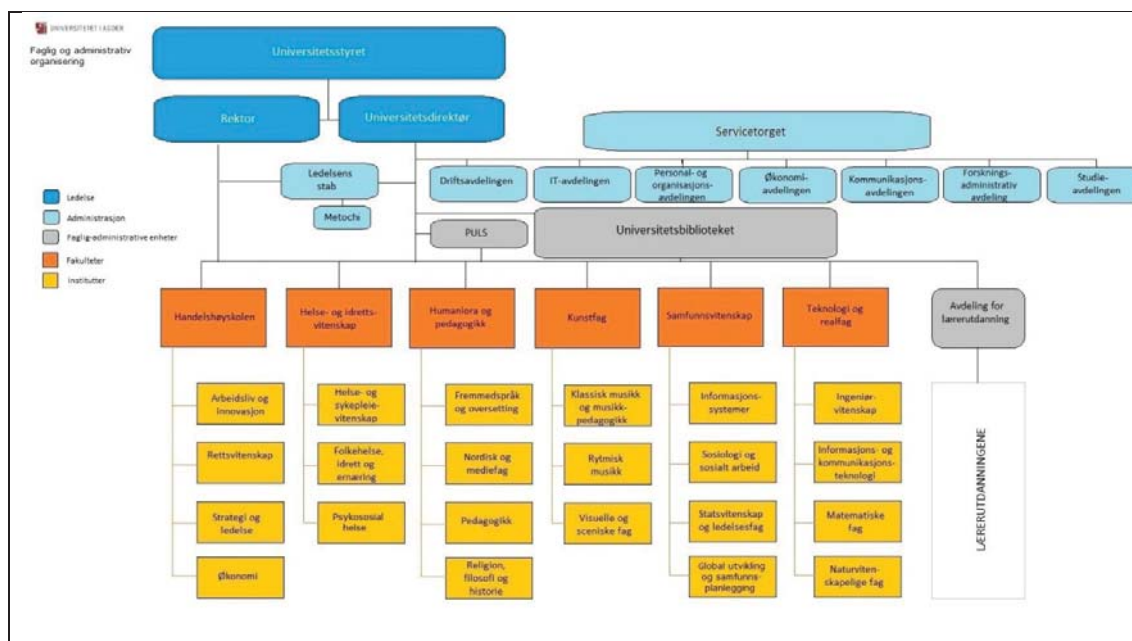 UNIVERSITETET I AGDER
Faglig og administrativ
organisering
Universitetsstyret
Rektor
Universitetsdirektør
Servicetorget
Ledelsens
stab
Metochi
Driftsavdelingen
IT-avdelingen
Personal- og
organisasjons-
avdelingen
Økonomi-
avdelingen
Kommunikasjons-
avdelingen
Forsknings-
administrativ
avdeling
Studie-
avdelingen
Ledelse
Administrasjon
Faglig-administrative enheter
Fakulteter
Institutter
PULS
Universitetsbiblioteket
Handelshøyskolen
Helse- og idretts-
vitenskap
Humaniora og
pedagogikk
Kunstfag
Samfunnsvitenskap
Teknologi og
realfag
Avdeling for
lærerutdanning
Arbeidsliv og
innovasjon
Rettsvitenskap
Strategi og
ledelse
Økonomi
Helse- og
sykepleie-
vitenskap
Folkehelse,
idrett og
ernæring
Psykososial
helse
Fremmedspråk
og oversetting
Nordisk og
mediefag
Pedagogikk
Religion,
filosofi og
historie
Klassisk musikk
og musikk-
pedagogikk
Rytmisk
musikk
Visuelle og
sceniske fag
Informasjons-
systemer
Sosiologi og
sosialt arbeid
Statsvitenskap
og ledelsesfag
Global utvikling
og samfunns-
planlegging
Ingeniør-
vitenskap
Informasjons- og
kommunikasjons-
teknologi
Matematiske
fag
Naturviten-
skapelige fag
LÆRERUTDANNINGENE